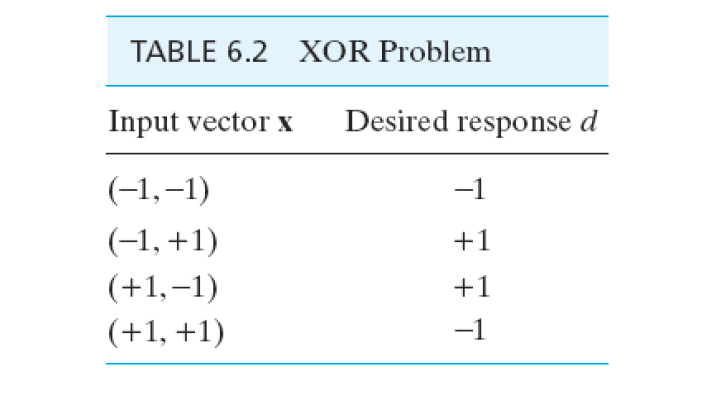 TABLE 6.2 XOR Problem
Input vector x Desired response d
(−1,−1) −1
(−1, +1) +1
(+1,−1) +1
(+1, +1) −1